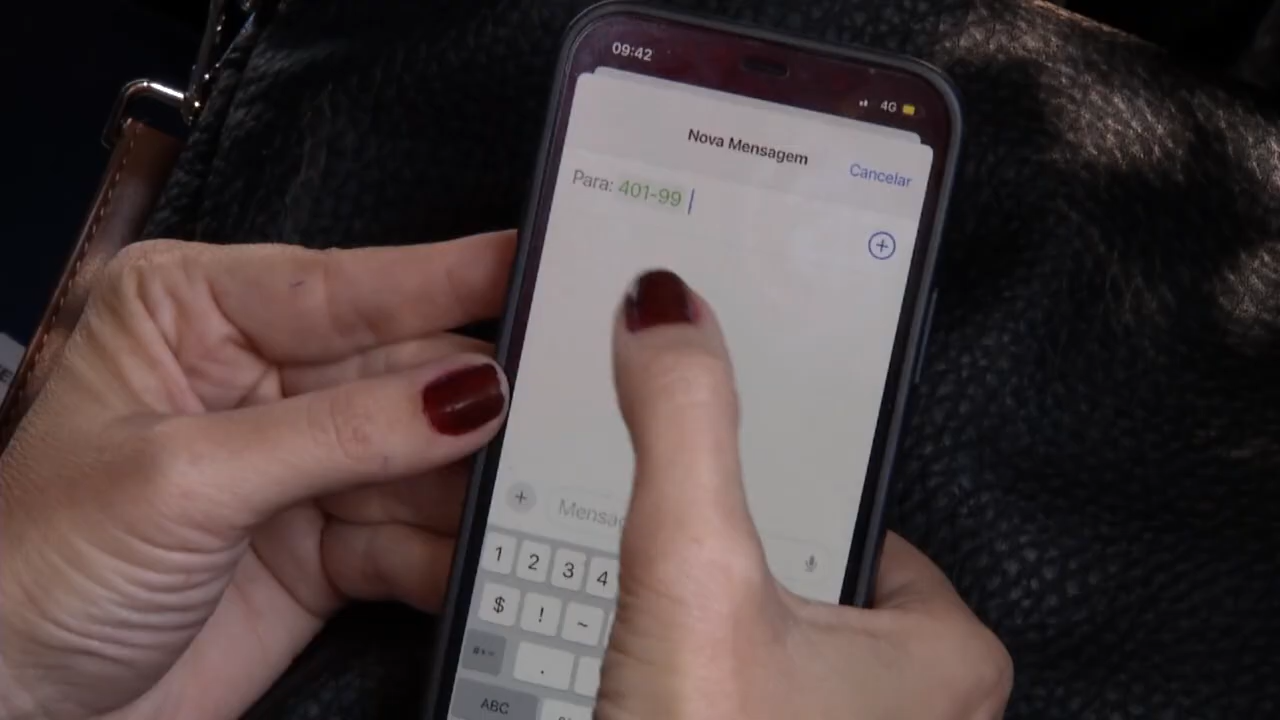 09:42
4G
Nova Mensagem
Cancelar
Para: 401-99
1 2 3 4
$ ! ~
#+=
.
ABC